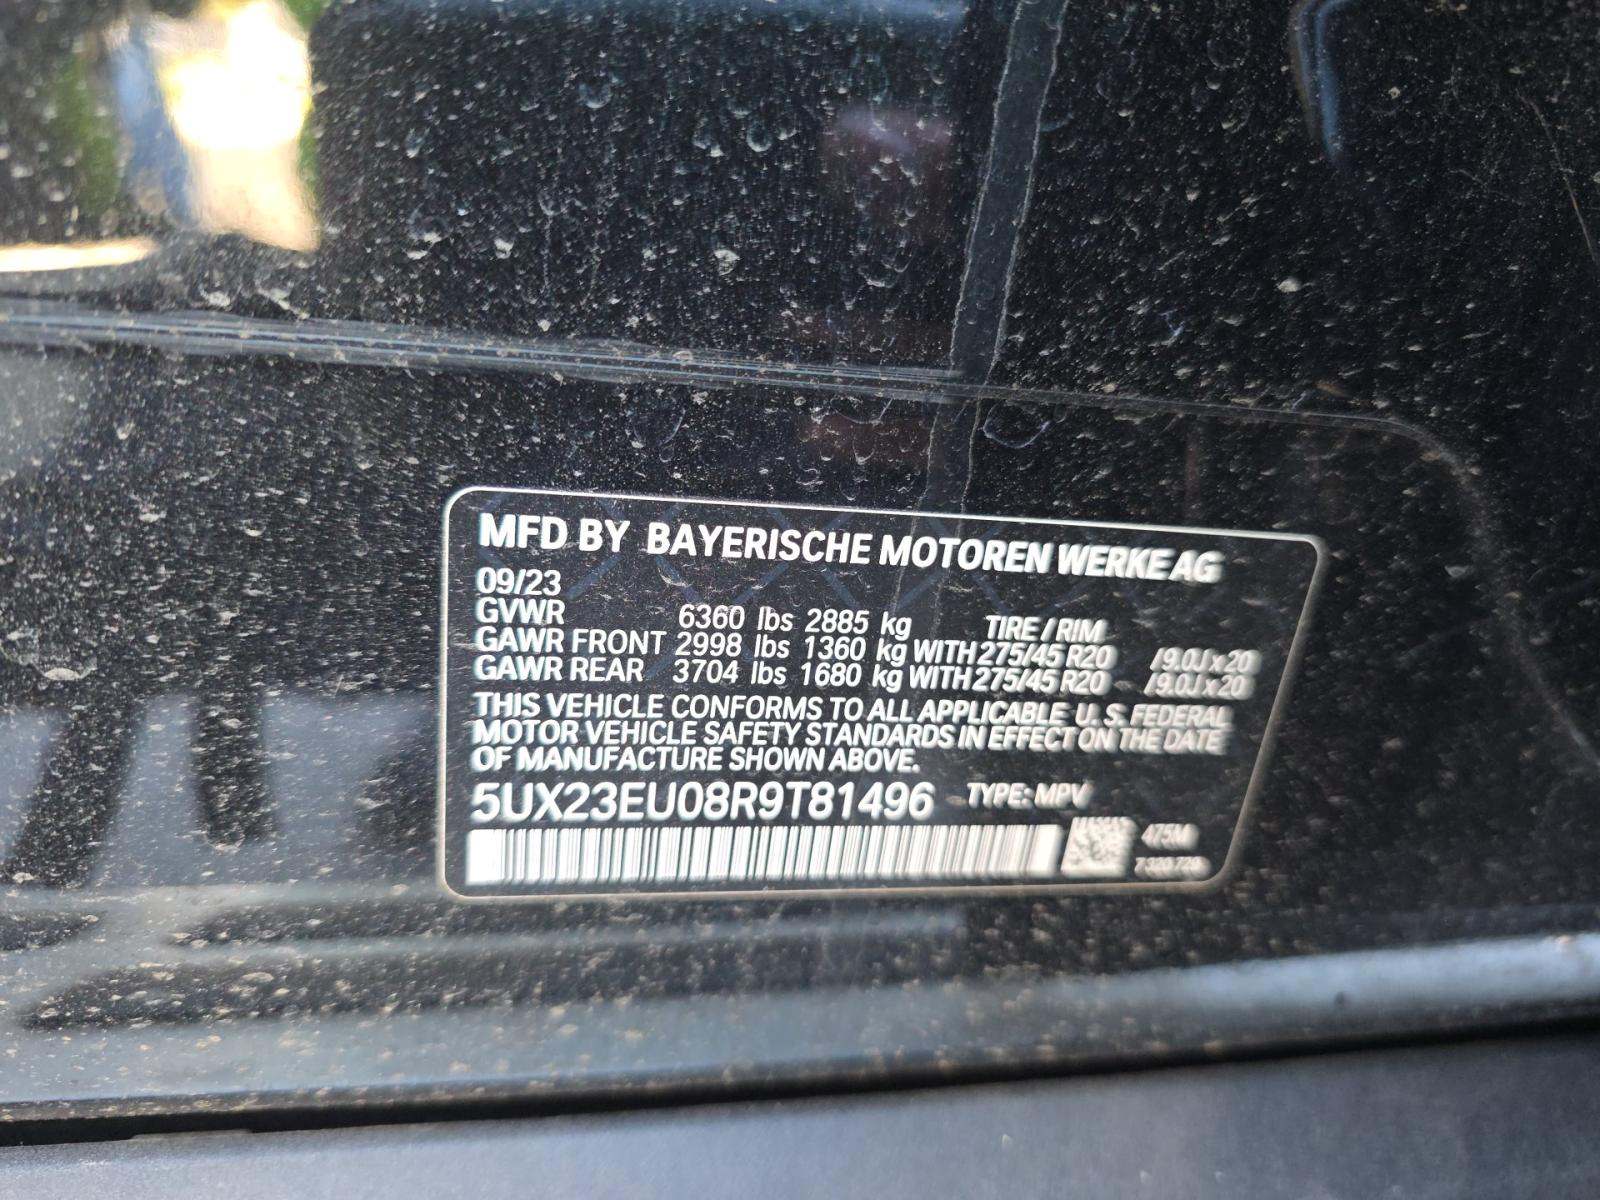 MFD BY BAYERISCHE MOTOREN WERKE AG
09/23
GVWR 6360 lbs 2885 kg TIRE / RIM
GAWR FRONT 2998 lbs 1360 kg WITH 275/45 R20 / 9.0J x 20
GAWR REAR 3704 lbs 1680 kg WITH 275/45 R20 / 9.0J x 20
THIS VEHICLE CONFORMS TO ALL APPLICABLE U. S. FEDERAL
MOTOR VEHICLE SAFETY STANDARDS IN EFFECT ON THE DATE
OF MANUFACTURE SHOWN ABOVE.
5UX23EU08R9T81496 TYPE: MPV
475M